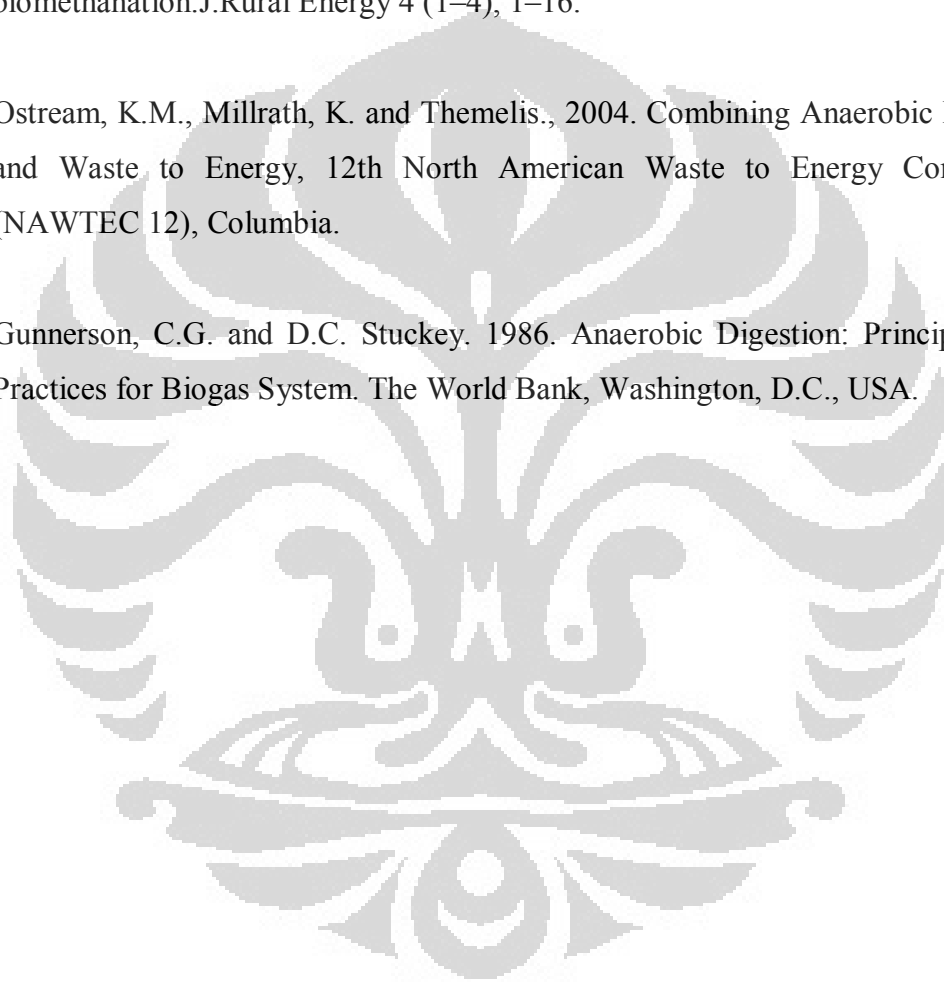 biomethanation.J.Rural Energy 4 (1–4), 1–16.
Ostream, K.M., Millrath, K. and Themelis., 2004. Combining Anaerobic
and Waste to Energy, 12th North American Waste to Energy
(NAWTEC 12), Columbia.
Gunnerson, C.G. and D.C. Stuckey. 1986. Anaerobic Digestion:
Practices for Biogas System. The World Bank, Washington, D.C., USA.